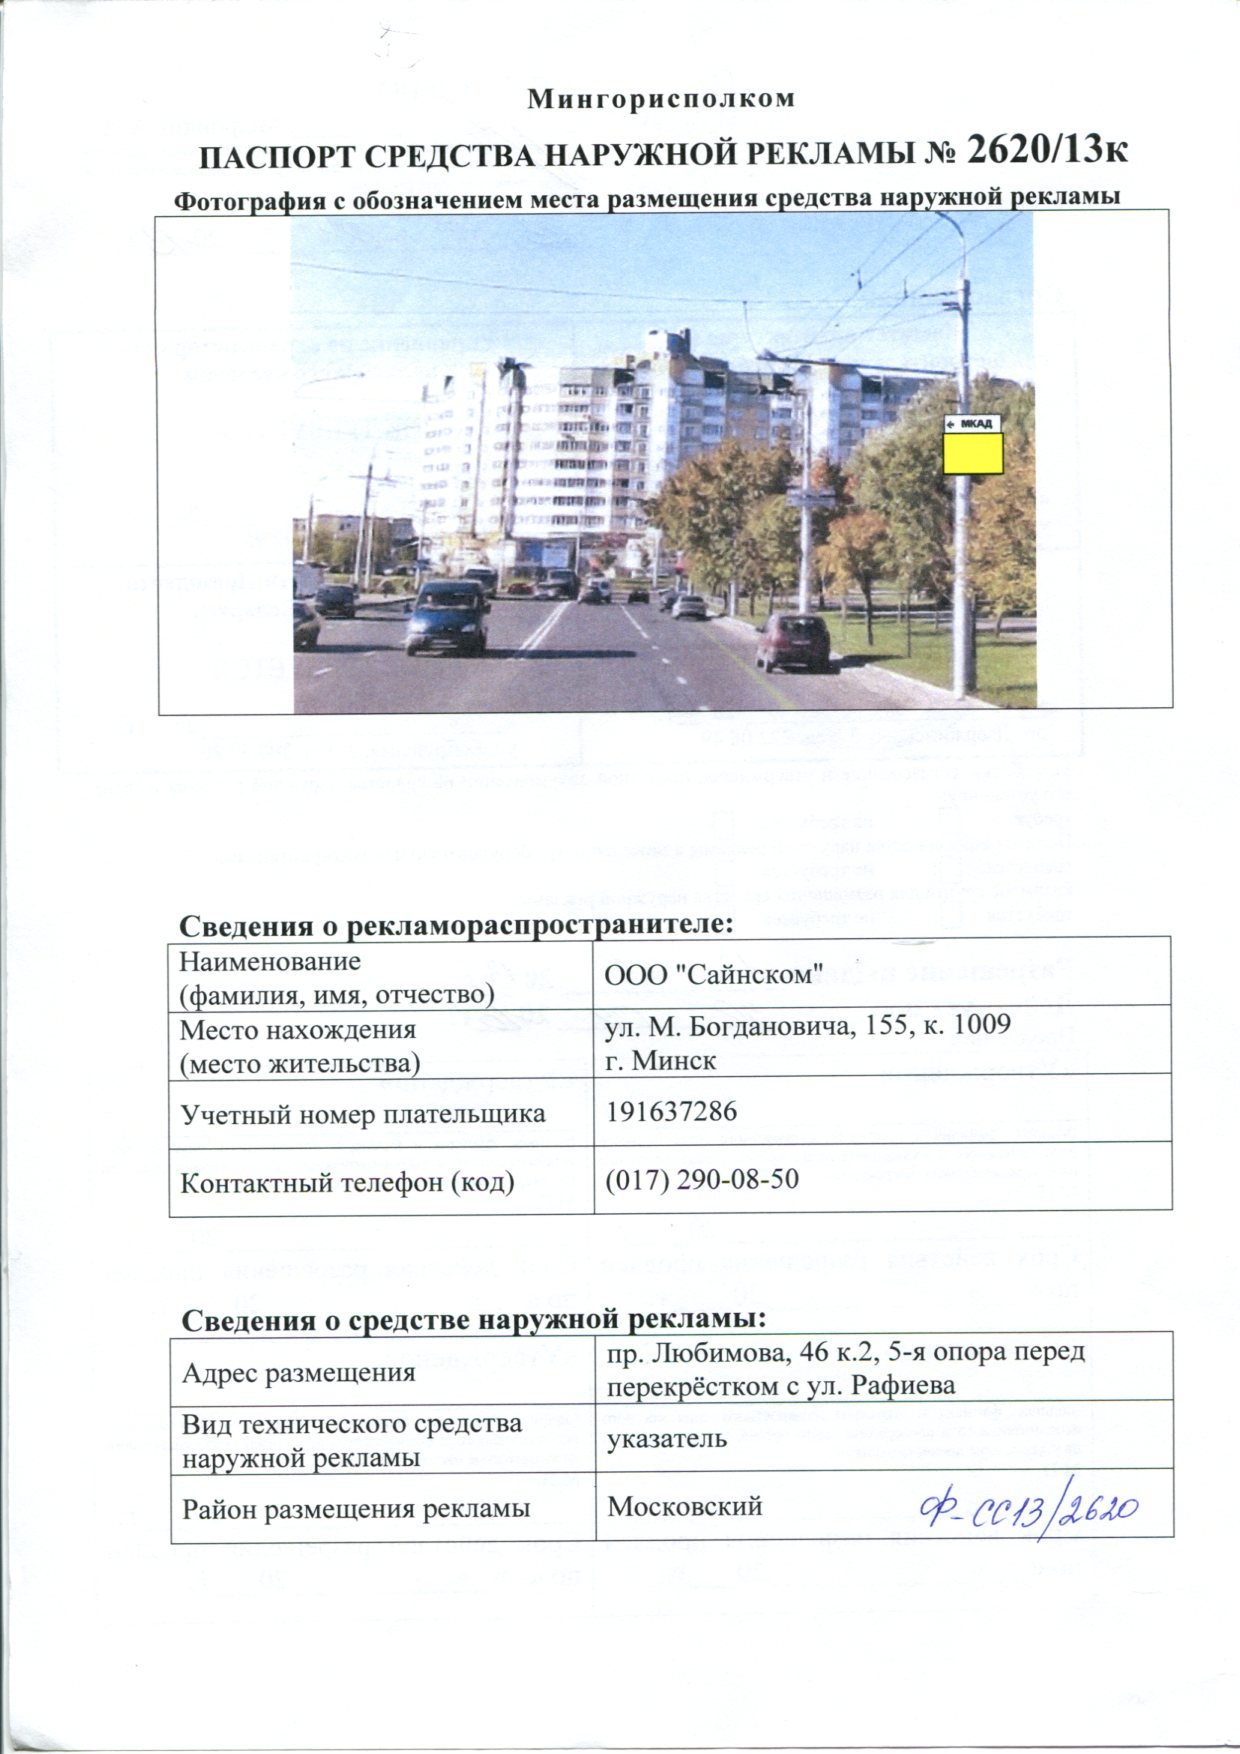 Мингорисполком
ПАСПОРТ СРЕДСТВА НАРУЖНОЙ РЕКЛАМЫ № 2620/13к
Фотография с обозначением места размещения средства наружной рекламы
← МКАД
Сведения о рекламораспространителе:
Наименование
(фамилия, имя, отчество)
ООО "Сайнском"
Место нахождения
(место жительства)
ул. М. Богдановича, 155, к. 1009
г. Минск
Учетный номер плательщика
191637286
Контактный телефон (код)
(017) 290-08-50
Сведения о средстве наружной рекламы:
Адрес размещения
пр. Любимова, 46 к.2, 5-я опора перед
перекрёстком с ул. Рафиева
Вид технического средства
наружной рекламы
указатель
Район размещения рекламы
Московский
Ф-СС13/2620